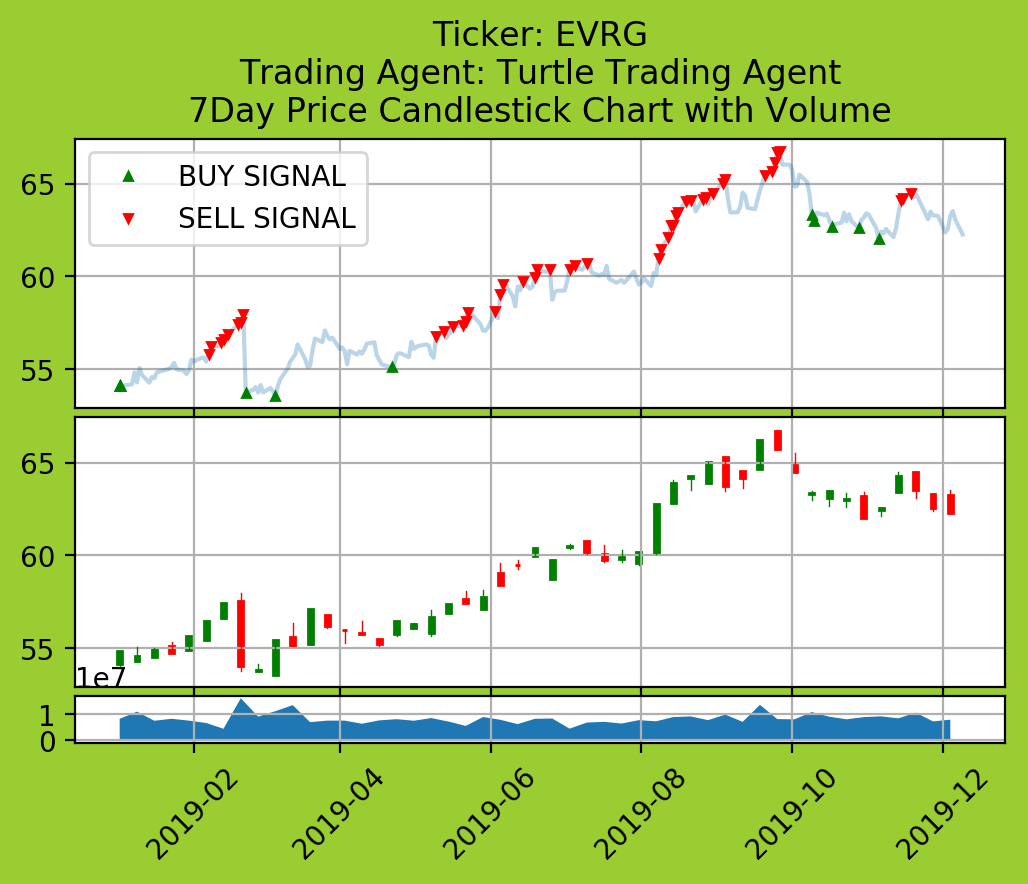 Ticker: EVRG
Trading Agent: Turtle Trading Agent
7Day Price Candlestick Chart with Volume
BUY SIGNAL
SELL SIGNAL
65
60
55
65
60
55
1e7
1
0
2019-02
2019-04
2019-06
2019-08
2019-10
2019-12